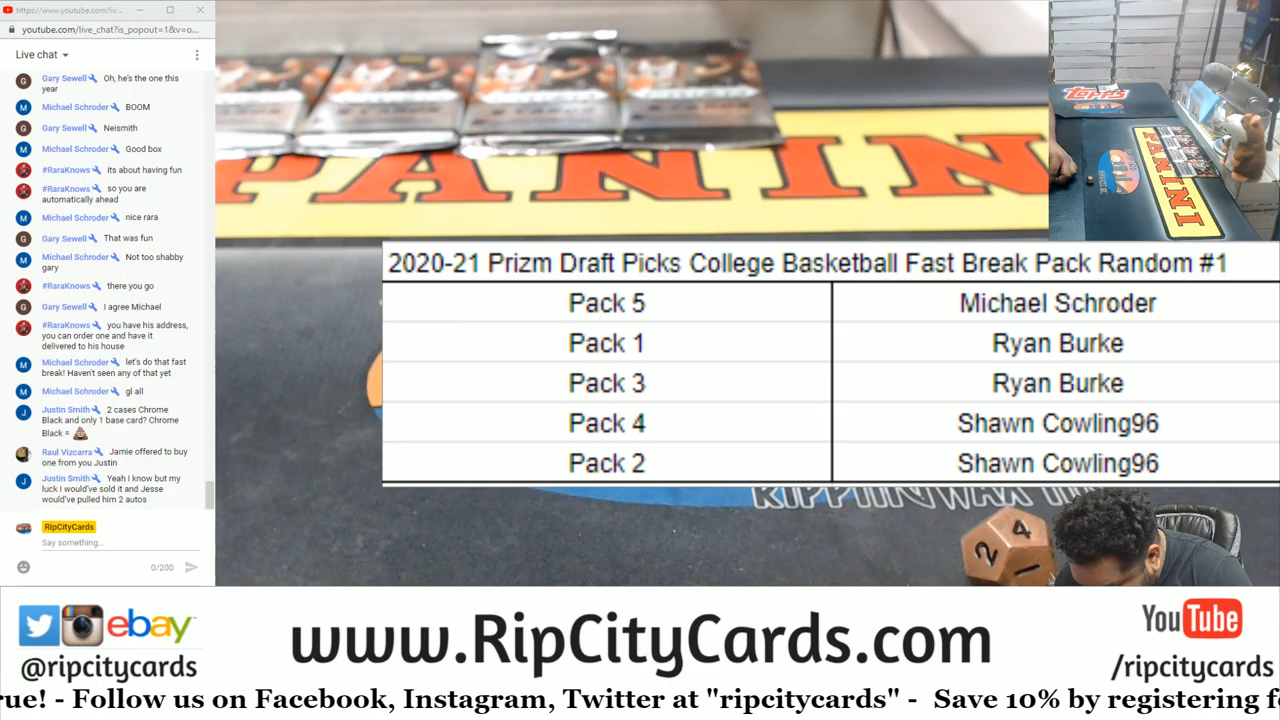 https://www.youtube.com/liv...
youtube.com/live_chat?is_popout=1&v=o...
Live chat
Gary Sewell Oh, he's the one this
year
Michael Schroder BOOM
Gary Sewell Neismith
Michael Schroder Good box
#RaraKnows its about having fun
#RaraKnows so you are
automatically ahead
Michael Schroder nice rara
Gary Sewell That was fun
Michael Schroder Not too shabby
gary
#RaraKnows there you go
Gary Sewell I agree Michael
#RaraKnows you have his address,
you can order one and have it
delivered to his house
Michael Schroder let's do that fast
break! Haven't seen any of that yet
Michael Schroder gl all
Justin Smith 2 cases Chrome
Black and only 1 base card? Chrome
Black = 💩
Raul Vizcarra Jamie offered to buy
one from you Justin
Justin Smith Yeah I know but my
luck I would've sold it and Jesse
would've pulled him 2 autos
RipCityCards
Say something...
0/200
PANINI
TOPPS
PANINI
2020-21 Prizm Draft Picks College Basketball Fast Break Pack Random #1
Pack 5 Michael Schroder
Pack 1 Ryan Burke
Pack 3 Ryan Burke
Pack 4 Shawn Cowling96
Pack 2 Shawn Cowling96
2 4
ebay
@ripcitycards
www.RipCityCards.com
YouTube
/ripcitycards
rue! - Follow us on Facebook, Instagram, Twitter at "ripcitycards" - Save 10% by registering f